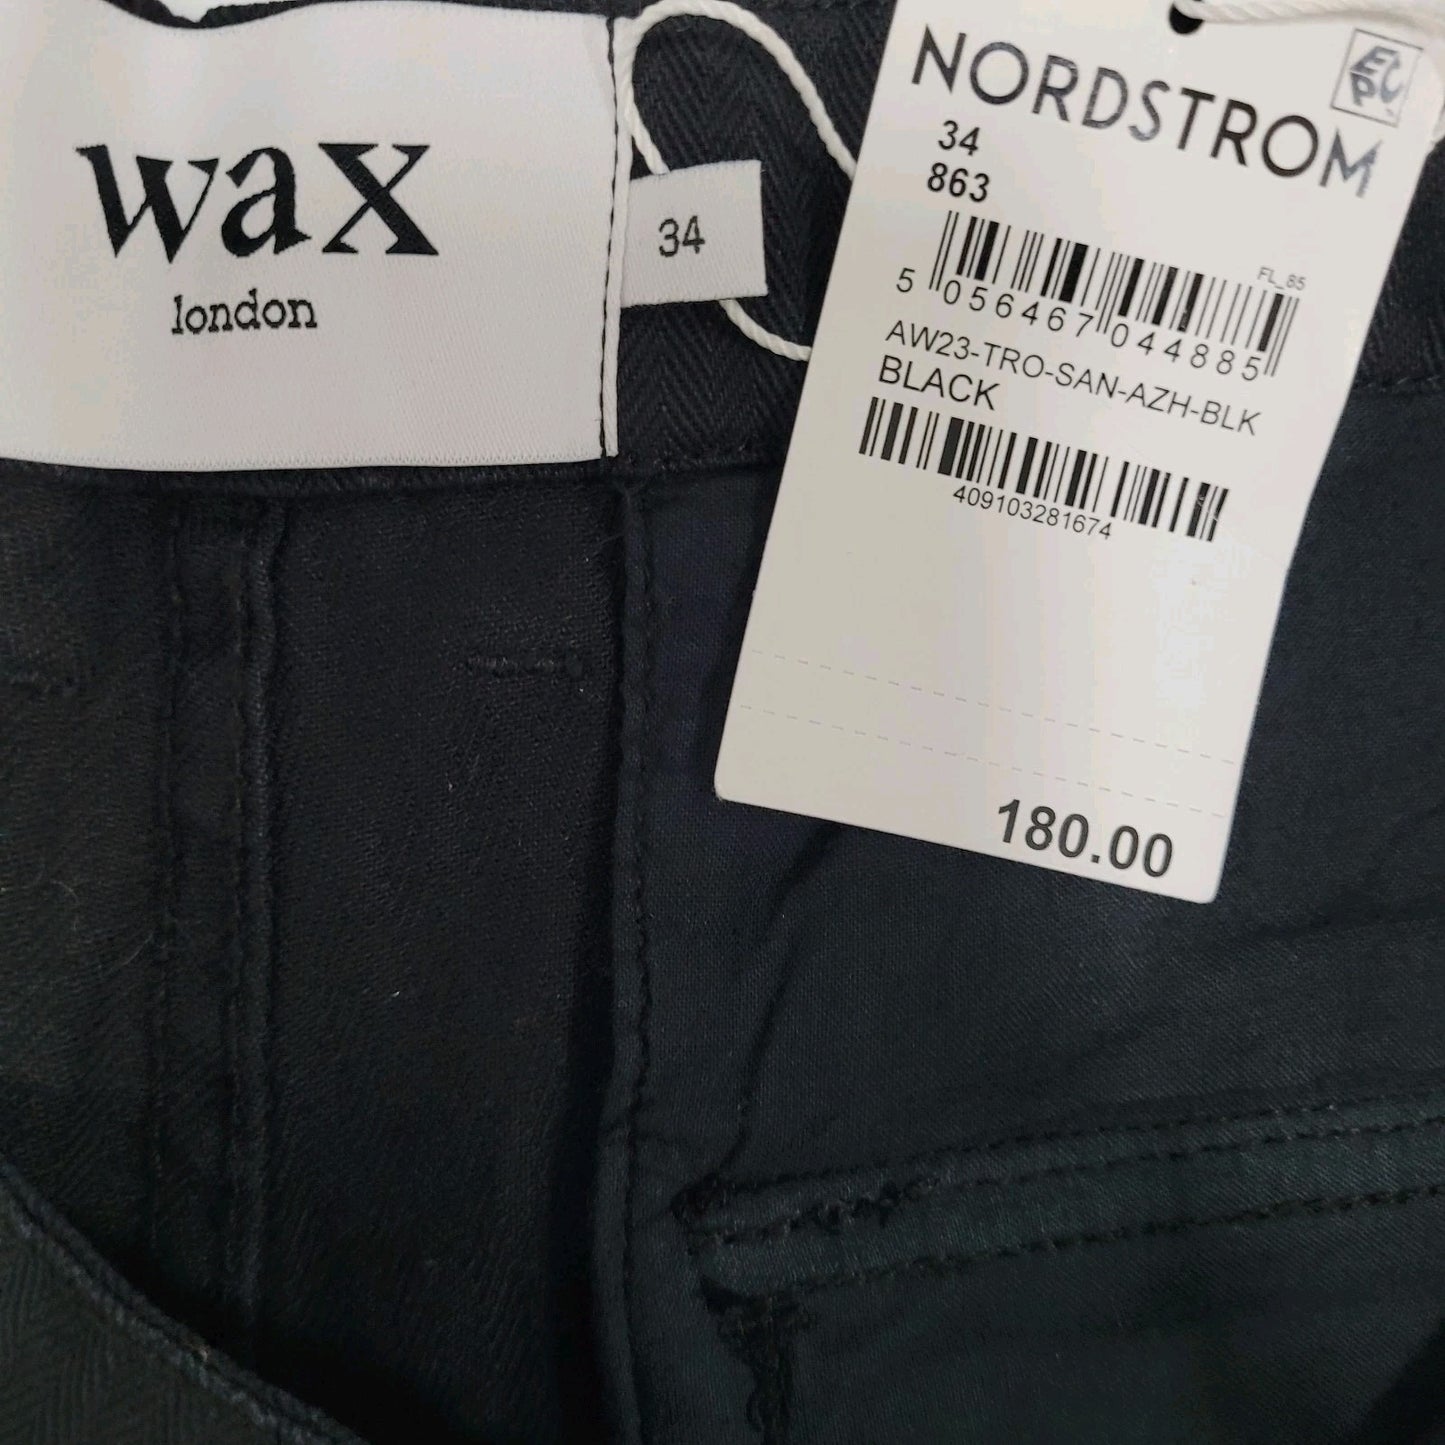 wax
london
34
NORDSTROM
EPC
34
863
FL_85
5 056467 044885
AW23-TRO-SAN-AZH-BLK
BLACK
409103281674
180.00